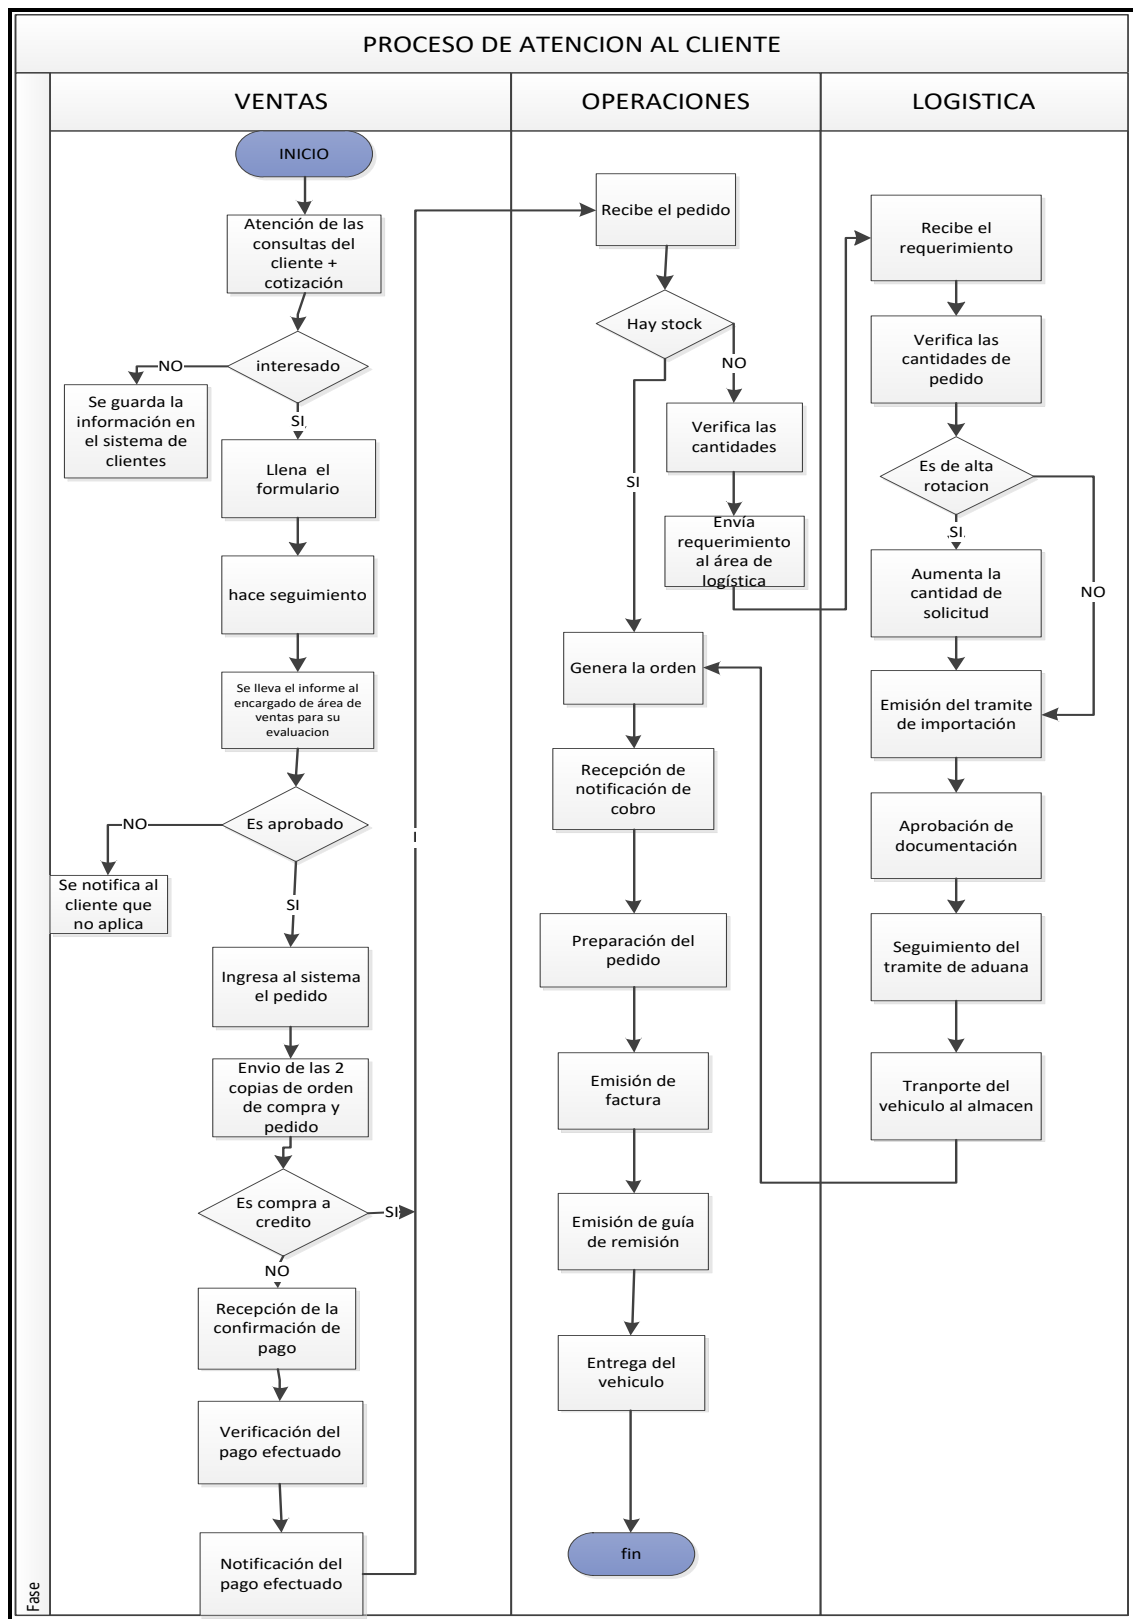 PROCESO DE ATENCION AL CLIENTE
VENTAS
OPERACIONES
LOGISTICA
INICIO
Atención de las
consultas del
cliente +
cotización
interesado
NO
Se guarda la
información en
el sistema de
clientes
SI
Llena el
formulario
hace seguimiento
Se lleva el informe al
encargado de área de
ventas para su
evaluacion
Es aprobado
NO
Se notifica al
cliente que
no aplica
SI
Ingresa al sistema
el pedido
Envio de las 2
copias de orden
de compra y
pedido
Es compra a
credito
SI
NO
Recepción de la
confirmación de
pago
Verificación del
pago efectuado
Notificación del
pago efectuado
Recibe el pedido
Hay stock
NO
SI
Verifica las
cantidades
Envía
requerimiento
al área de
logística
Genera la orden
Recepción de
notificación de
cobro
Preparación del
pedido
Emisión de
factura
Emisión de guía
de remisión
Entrega del
vehiculo
fin
Recibe el
requerimiento
Verifica las
cantidades de
pedido
Es de alta
rotacion
SI
NO
Aumenta la
cantidad de
solicitud
Emisión del tramite
de importación
Aprobación de
documentación
Seguimiento del
tramite de aduana
Tranporte del
vehiculo al almacen
Fase